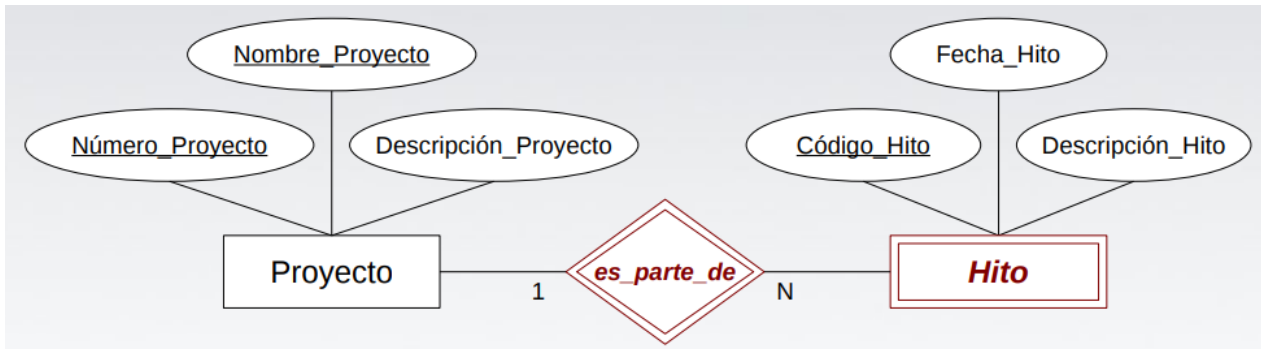 Nombre_Proyecto
Fecha_Hito
Número_Proyecto
Descripción_Proyecto
Código_Hito
Descripción_Hito
Proyecto
es_parte_de
Hito
1
N